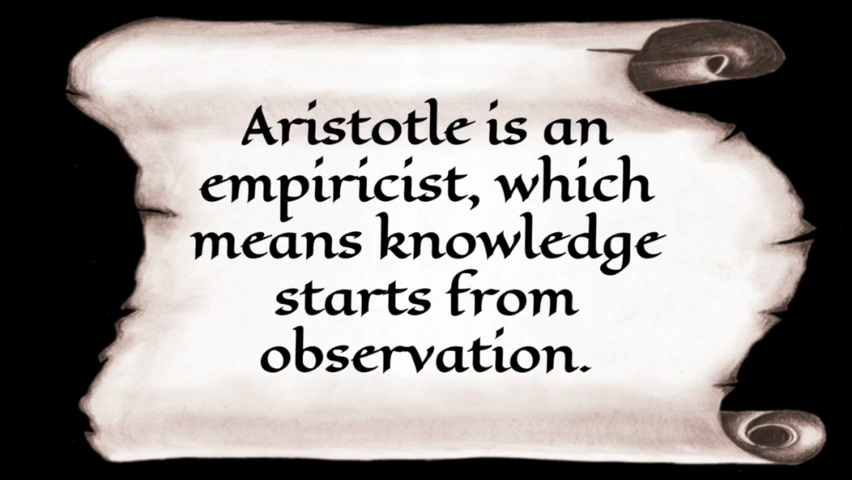 Aristotle is an
empiricist, which
means knowledge
starts from
observation.